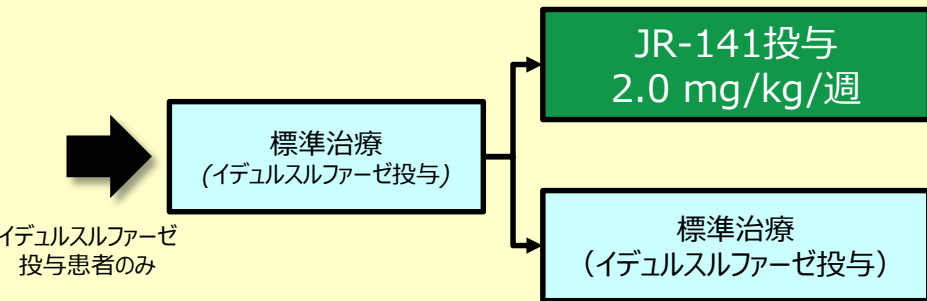 JR-141投与
2.0 mg/kg/週
標準治療
(イデュルスルファーゼ投与)
イデュルスルファーゼ
投与患者のみ
標準治療
（イデュルスルファーゼ投与）